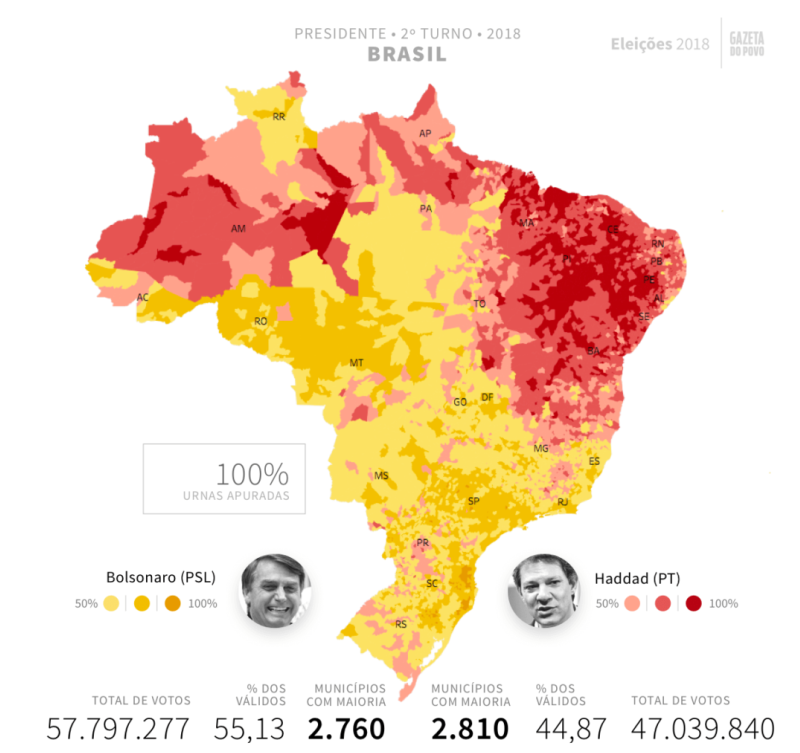 PRESIDENTE • 2º TURNO • 2018
BRASIL
Eleições 2018
GAZETA
DO POVO
RR
AP
AM
PA
MA
CE
RN
PB
PI
PE
AL
SE
AC
TO
RO
BA
MT
GO
DF
MG
ES
MS
SP
RJ
PR
SC
RS
100%
URNAS APURADAS
Bolsonaro (PSL)
50% 100%
Haddad (PT)
50% 100%
TOTAL DE VOTOS
57.797.277
% DOS
VÁLIDOS
55,13
MUNICÍPIOS
COM MAIORIA
2.760
MUNICÍPIOS
COM MAIORIA
2.810
% DOS
VÁLIDOS
44,87
TOTAL DE VOTOS
47.039.840